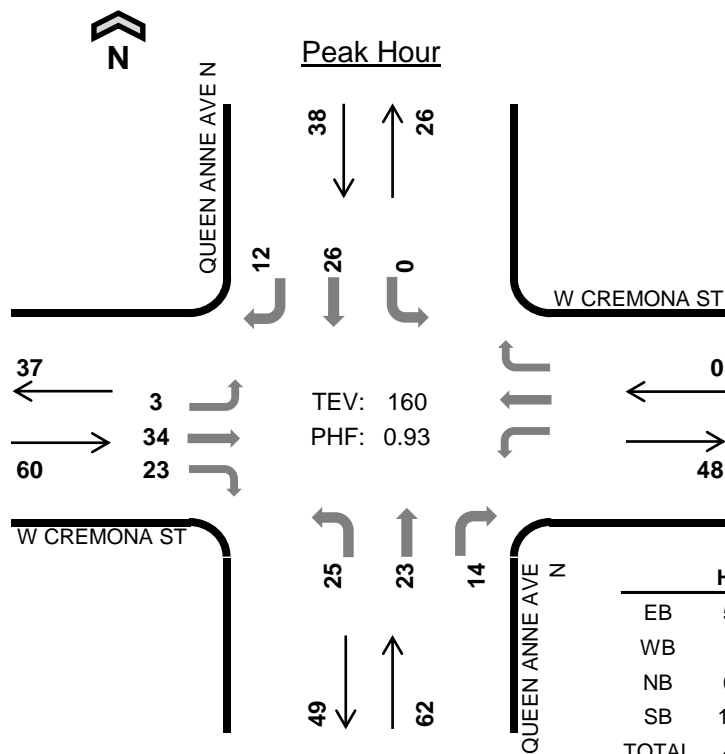 N
Peak Hour
QUEEN ANNE AVE N
38
26
12
26
0
W CREMONA ST
37
0
3
TEV: 160
34
PHF: 0.93
60
23
48
W CREMONA ST
25
23
14
QUEEN ANNE AVE
N
49
62
EB
WB
NB
SB
TOTAL